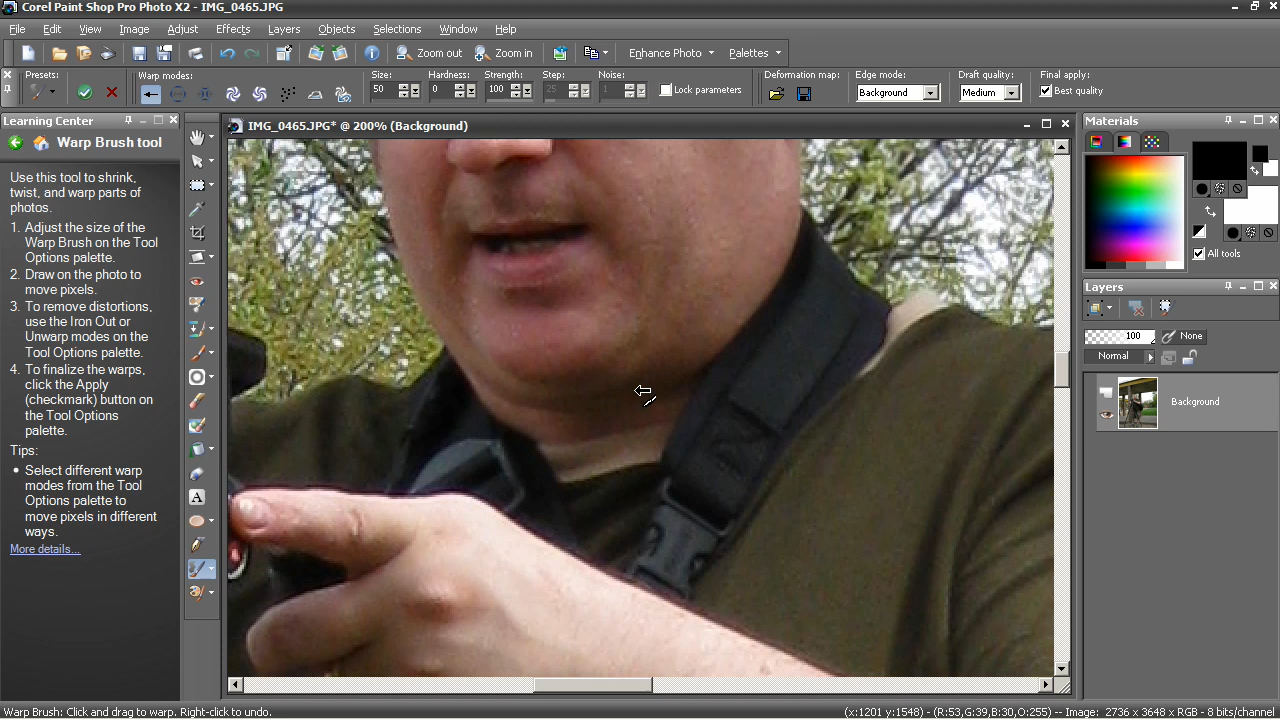 Corel Paint Shop Pro Photo X2 - IMG_0465.JPG
File Edit View Image Adjust Effects Layers Objects Selections Window Help
Zoom out Zoom in Enhance Photo Palettes
Presets: Warp modes: Size: Hardness: Strength: Step: Noise: Deformation map: Edge mode: Draft quality: Final apply:
50 0 100 25 1 Lock parameters Background Medium Best quality
Learning Center
Warp Brush tool
Use this tool to shrink,
twist, and warp parts of
photos.
1. Adjust the size of the
Warp Brush on the Tool
Options palette.
2. Draw on the photo to
move pixels.
3. To remove distortions,
use the Iron Out or
Unwarp modes on the
Tool Options palette.
4. To finalize the warps,
click the Apply
(checkmark) button on
the Tool Options
palette.
Tips:
• Select different warp
modes from the Tool
Options palette to
move pixels in different
ways.
More details...
A
IMG_0465.JPG* @ 200% (Background)
Materials
All tools
Layers
100 None
Normal
Background
Warp Brush: Click and drag to warp. Right-click to undo.
(x:1201 y:1548) - (R:53,G:39,B:30,O:255) -- Image: 2736 x 3648 x RGB - 8 bits/channel